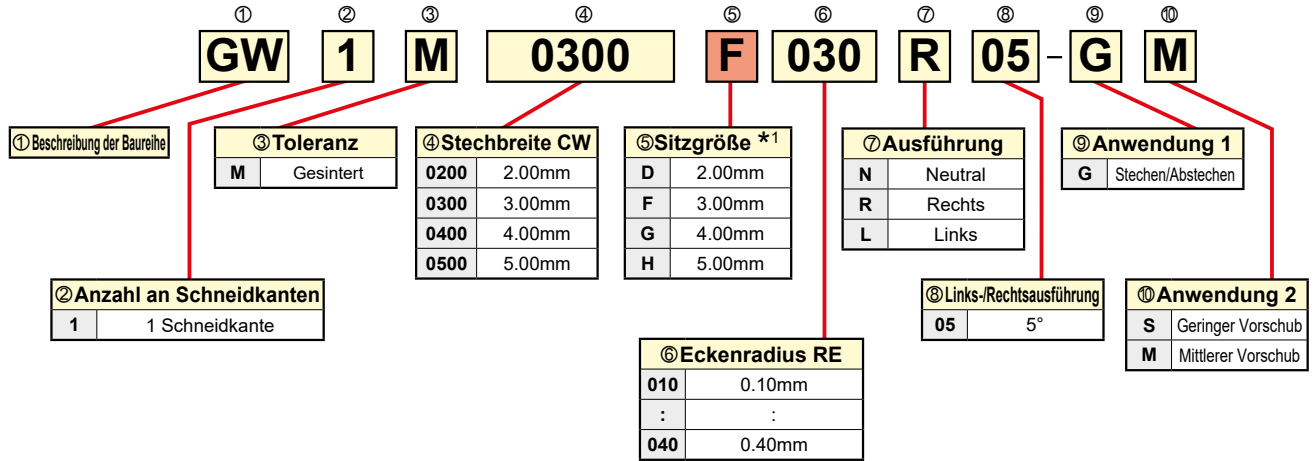 ① ② ③ ④ ⑤ ⑥ ⑦ ⑧ ⑨ ⑩
GW 1 M 0300 F 030 R 05 - G M
①Beschreibung der Baureihe
③Toleranz
M Gesintert
④Stechbreite CW
0200 2.00mm
0300 3.00mm
0400 4.00mm
0500 5.00mm
⑤Sitzgröße *1
D 2.00mm
F 3.00mm
G 4.00mm
H 5.00mm
⑦Ausführung
N Neutral
R Rechts
L Links
⑨Anwendung 1
G Stechen/Abstechen
②Anzahl an Schneidkanten
1 1 Schneidkante
⑧Links-/Rechtsausführung
05 5°
⑩Anwendung 2
S Geringer Vorschub
M Mittlerer Vorschub
⑥Eckenradius RE
010 0.10mm
: :
040 0.40mm